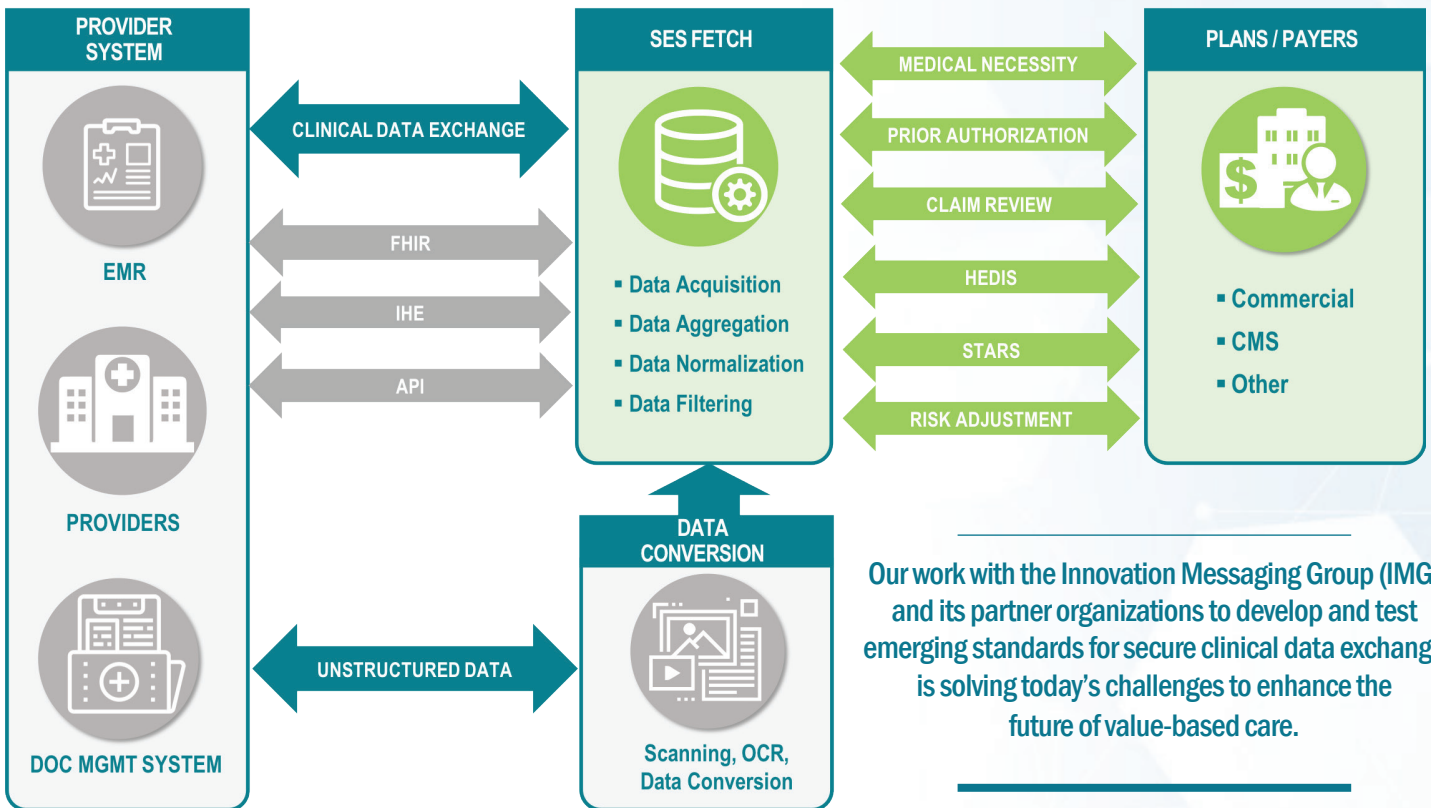 PROVIDER
SYSTEM
EMR
PROVIDERS
DOC MGMT SYSTEM
CLINICAL DATA EXCHANGE
FHIR
IHE
API
UNSTRUCTURED DATA
SES FETCH
▪ Data Acquisition
▪ Data Aggregation
▪ Data Normalization
▪ Data Filtering
DATA
CONVERSION
Scanning, OCR,
Data Conversion
MEDICAL NECESSITY
PRIOR AUTHORIZATION
CLAIM REVIEW
HEDIS
STARS
RISK ADJUSTMENT
PLANS / PAYERS
$
▪ Commercial
▪ CMS
▪ Other
Our work with the Innovation Messaging Group (IMG
and its partner organizations to develop and test
emerging standards for secure clinical data exchang
is solving today's challenges to enhance the
future of value-based care.